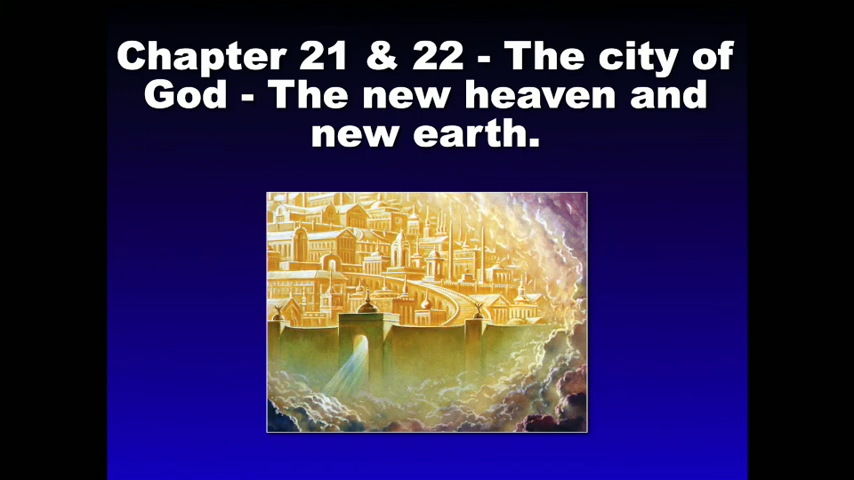 Chapter 21 & 22 - The city of
God - The new heaven and
new earth.